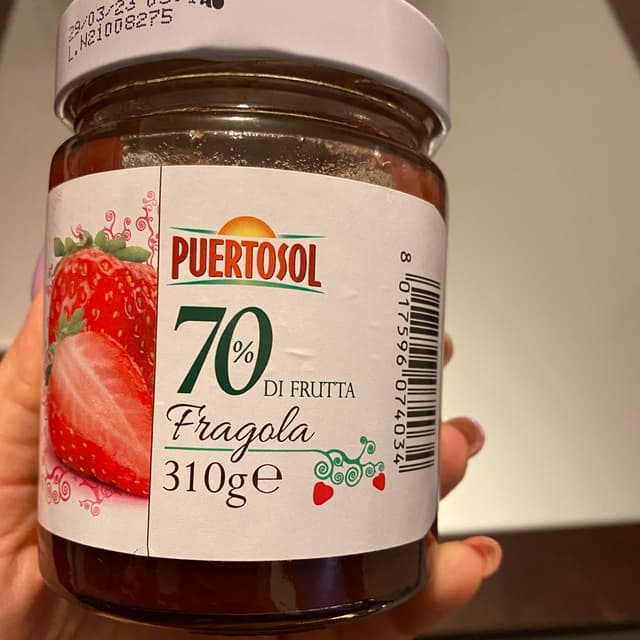 29/03/23
L.N21008275
PUERTOSOL
70%
DI FRUTTA
Fragola
310g℮
8 017596 074034